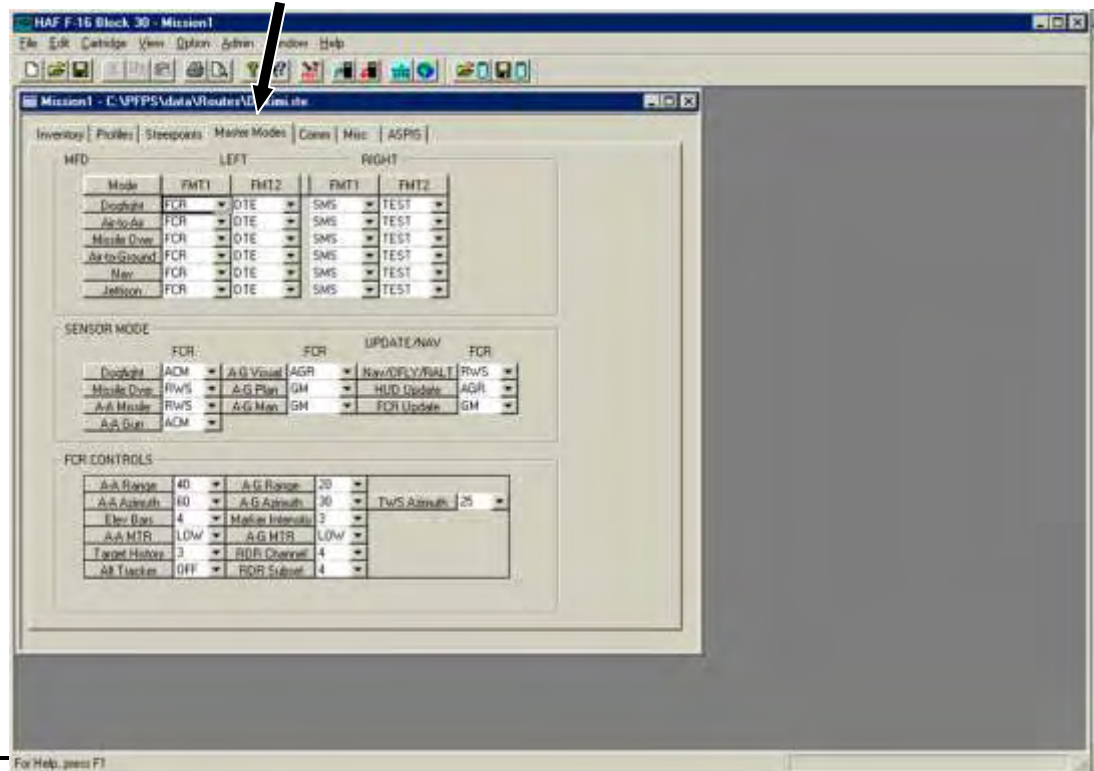 HAF F-16 Block 30 - Mission1
File Edit Cartridge View Option Admin Help
Mission1 - C:\PFPS\data\Routes\
Inventory Profiles Steerpoints Master Modes Comm Misc ASPIS
MFD LEFT RIGHT
Mode FMT1 FMT2 FMT1 FMT2
Dogfight FCR DTE SMS TEST
Air-to-Air FCR DTE SMS TEST
Missile Over FCR DTE SMS TEST
Air-to-Ground FCR DTE SMS TEST
Nav FCR DTE SMS TEST
Jettison FCR DTE SMS TEST
SENSOR MODE
UPDATE/NAV
FCR FCR FCR
Dogfight ACM A-G Visual AGR Nav/OFLY/RALT RWS
Missile Over RWS A-G Plan GM HUD Update AGR
A-A Missile RWS A-G Man GM FCR Update GM
A-A Gun ACM
FCR CONTROLS
A-A Range 40 A-G Range 20
A-A Azimuth 60 A-G Azimuth 30 TWS Azimuth 25
Elev Bars 4 Marker Intensity 3
A-A MTR LOW A-G MTR LOW
Target History 3 RDR Channel 4
Alt Tracker OFF RDR Subset 4
For Help, press F1